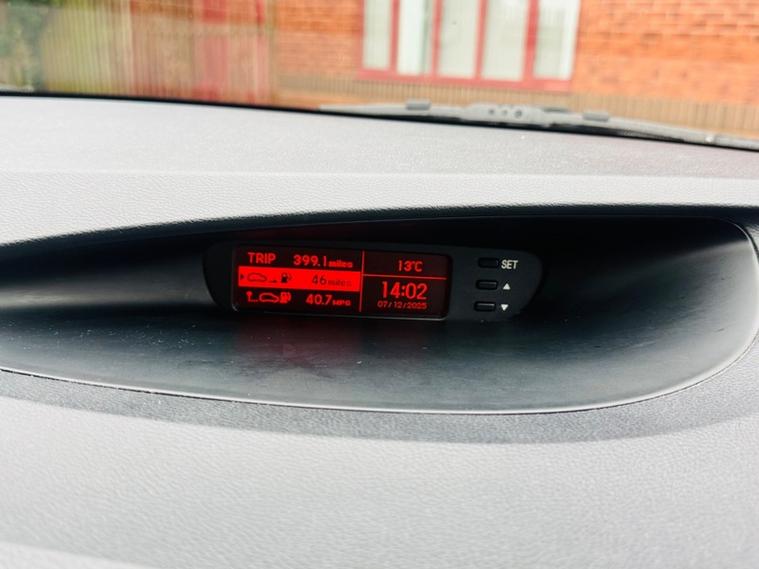 TRIP 399.1 miles
46 miles
40.7 MPG
13°C
14:02
07/12/2025
SET